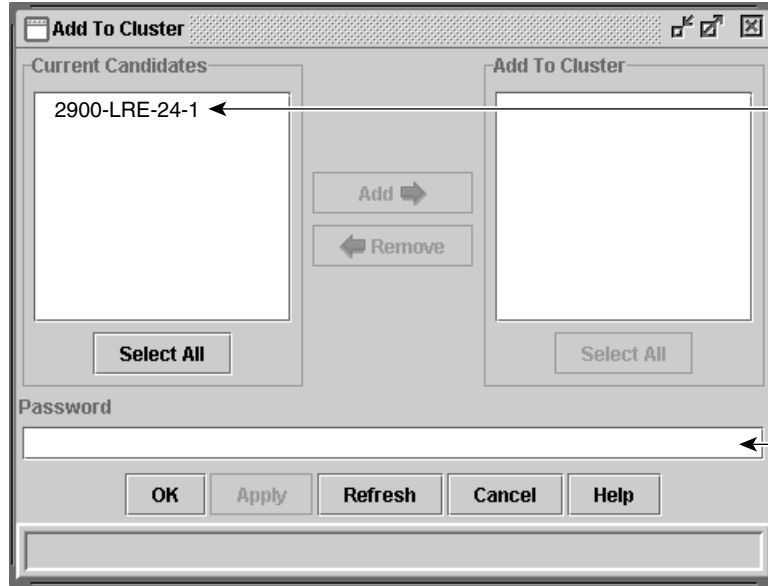 Add To Cluster
Current Candidates
Add To Cluster
2900-LRE-24-1
Add
Remove
Select All
Select All
Password
OK
Apply
Refresh
Cancel
Help